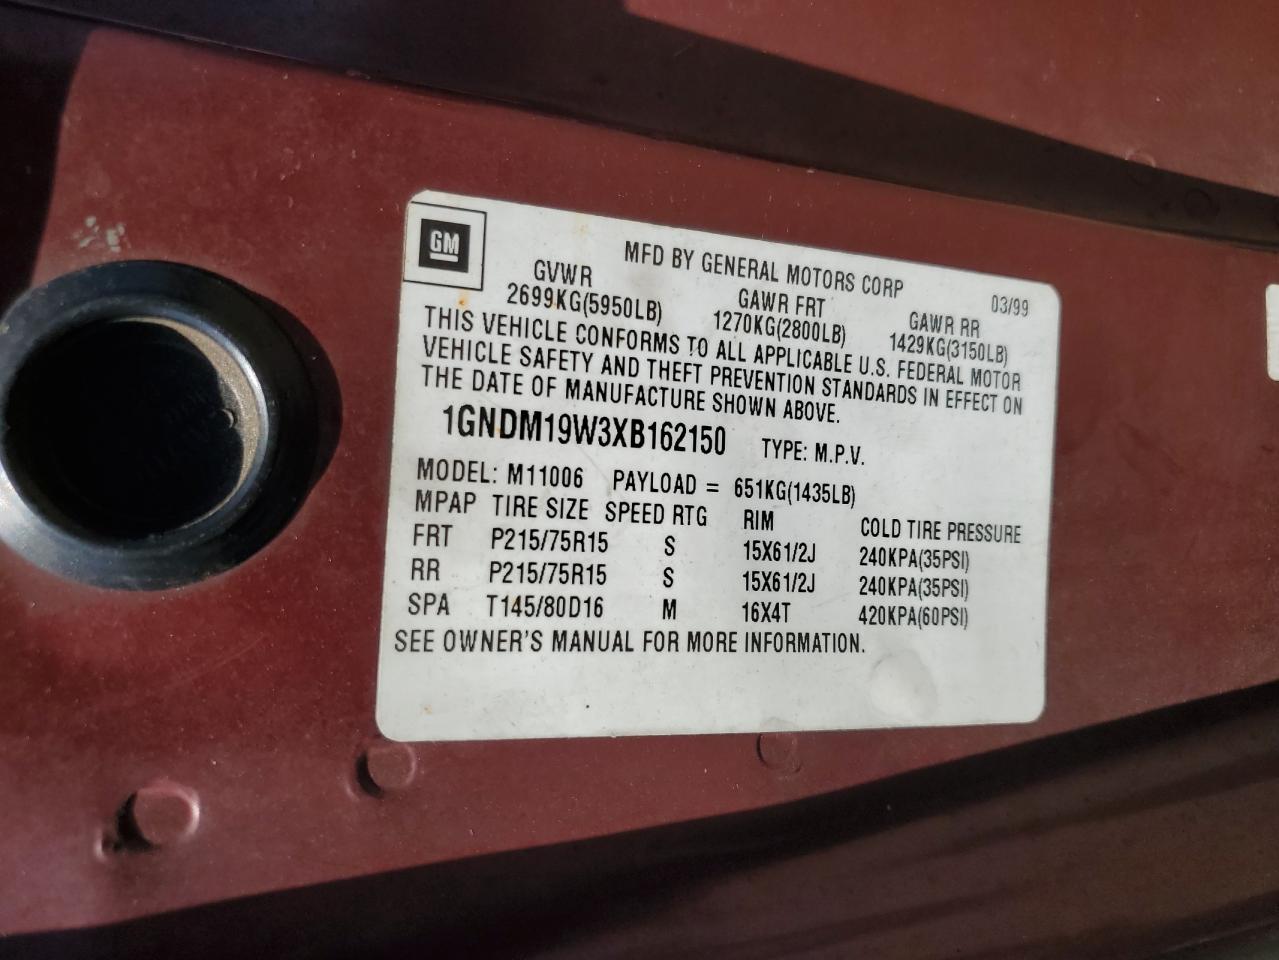 GM
MFD BY GENERAL MOTORS CORP 03/99
GVWR GAWR FRT GAWR RR
2699KG(5950LB) 1270KG(2800LB) 1429KG(3150LB)
THIS VEHICLE CONFORMS TO ALL APPLICABLE U.S. FEDERAL MOTOR
VEHICLE SAFETY AND THEFT PREVENTION STANDARDS IN EFFECT ON
THE DATE OF MANUFACTURE SHOWN ABOVE.
1GNDM19W3XB162150 TYPE: M.P.V.
MODEL: M11006 PAYLOAD = 651KG(1435LB)
MPAP TIRE SIZE SPEED RTG RIM COLD TIRE PRESSURE
FRT P215/75R15 S 15X61/2J 240KPA(35PSI)
RR P215/75R15 S 15X61/2J 240KPA(35PSI)
SPA T145/80D16 M 16X4T 420KPA(60PSI)
SEE OWNER'S MANUAL FOR MORE INFORMATION.